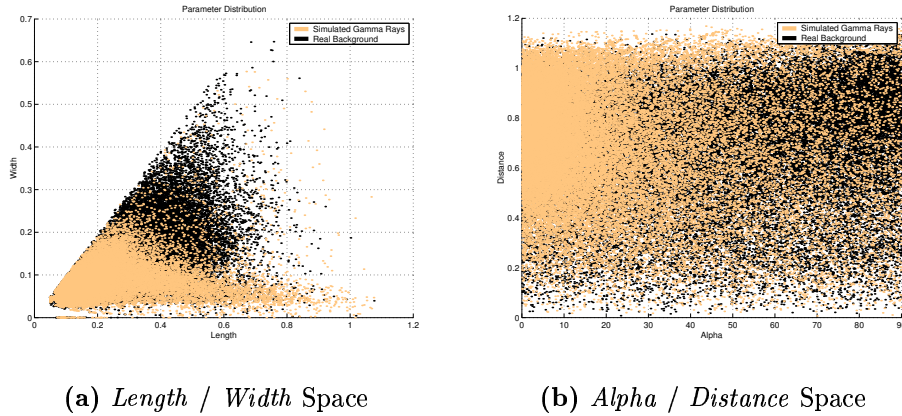 Parameter Distribution
0.7
0.6
0.5
0.4
0.3
0.2
0.1
0
Width
Simulated Gamma Rays
Real Background
0 0.2 0.4 0.6 0.8 1 1.2
Length
(a) Length / Width Space
Parameter Distribution
1.2
1
0.8
0.6
0.4
0.2
0
Distance
Simulated Gamma Rays
Real Background
0 10 20 30 40 50 60 70 80 90
Alpha
(b) Alpha / Distance Space